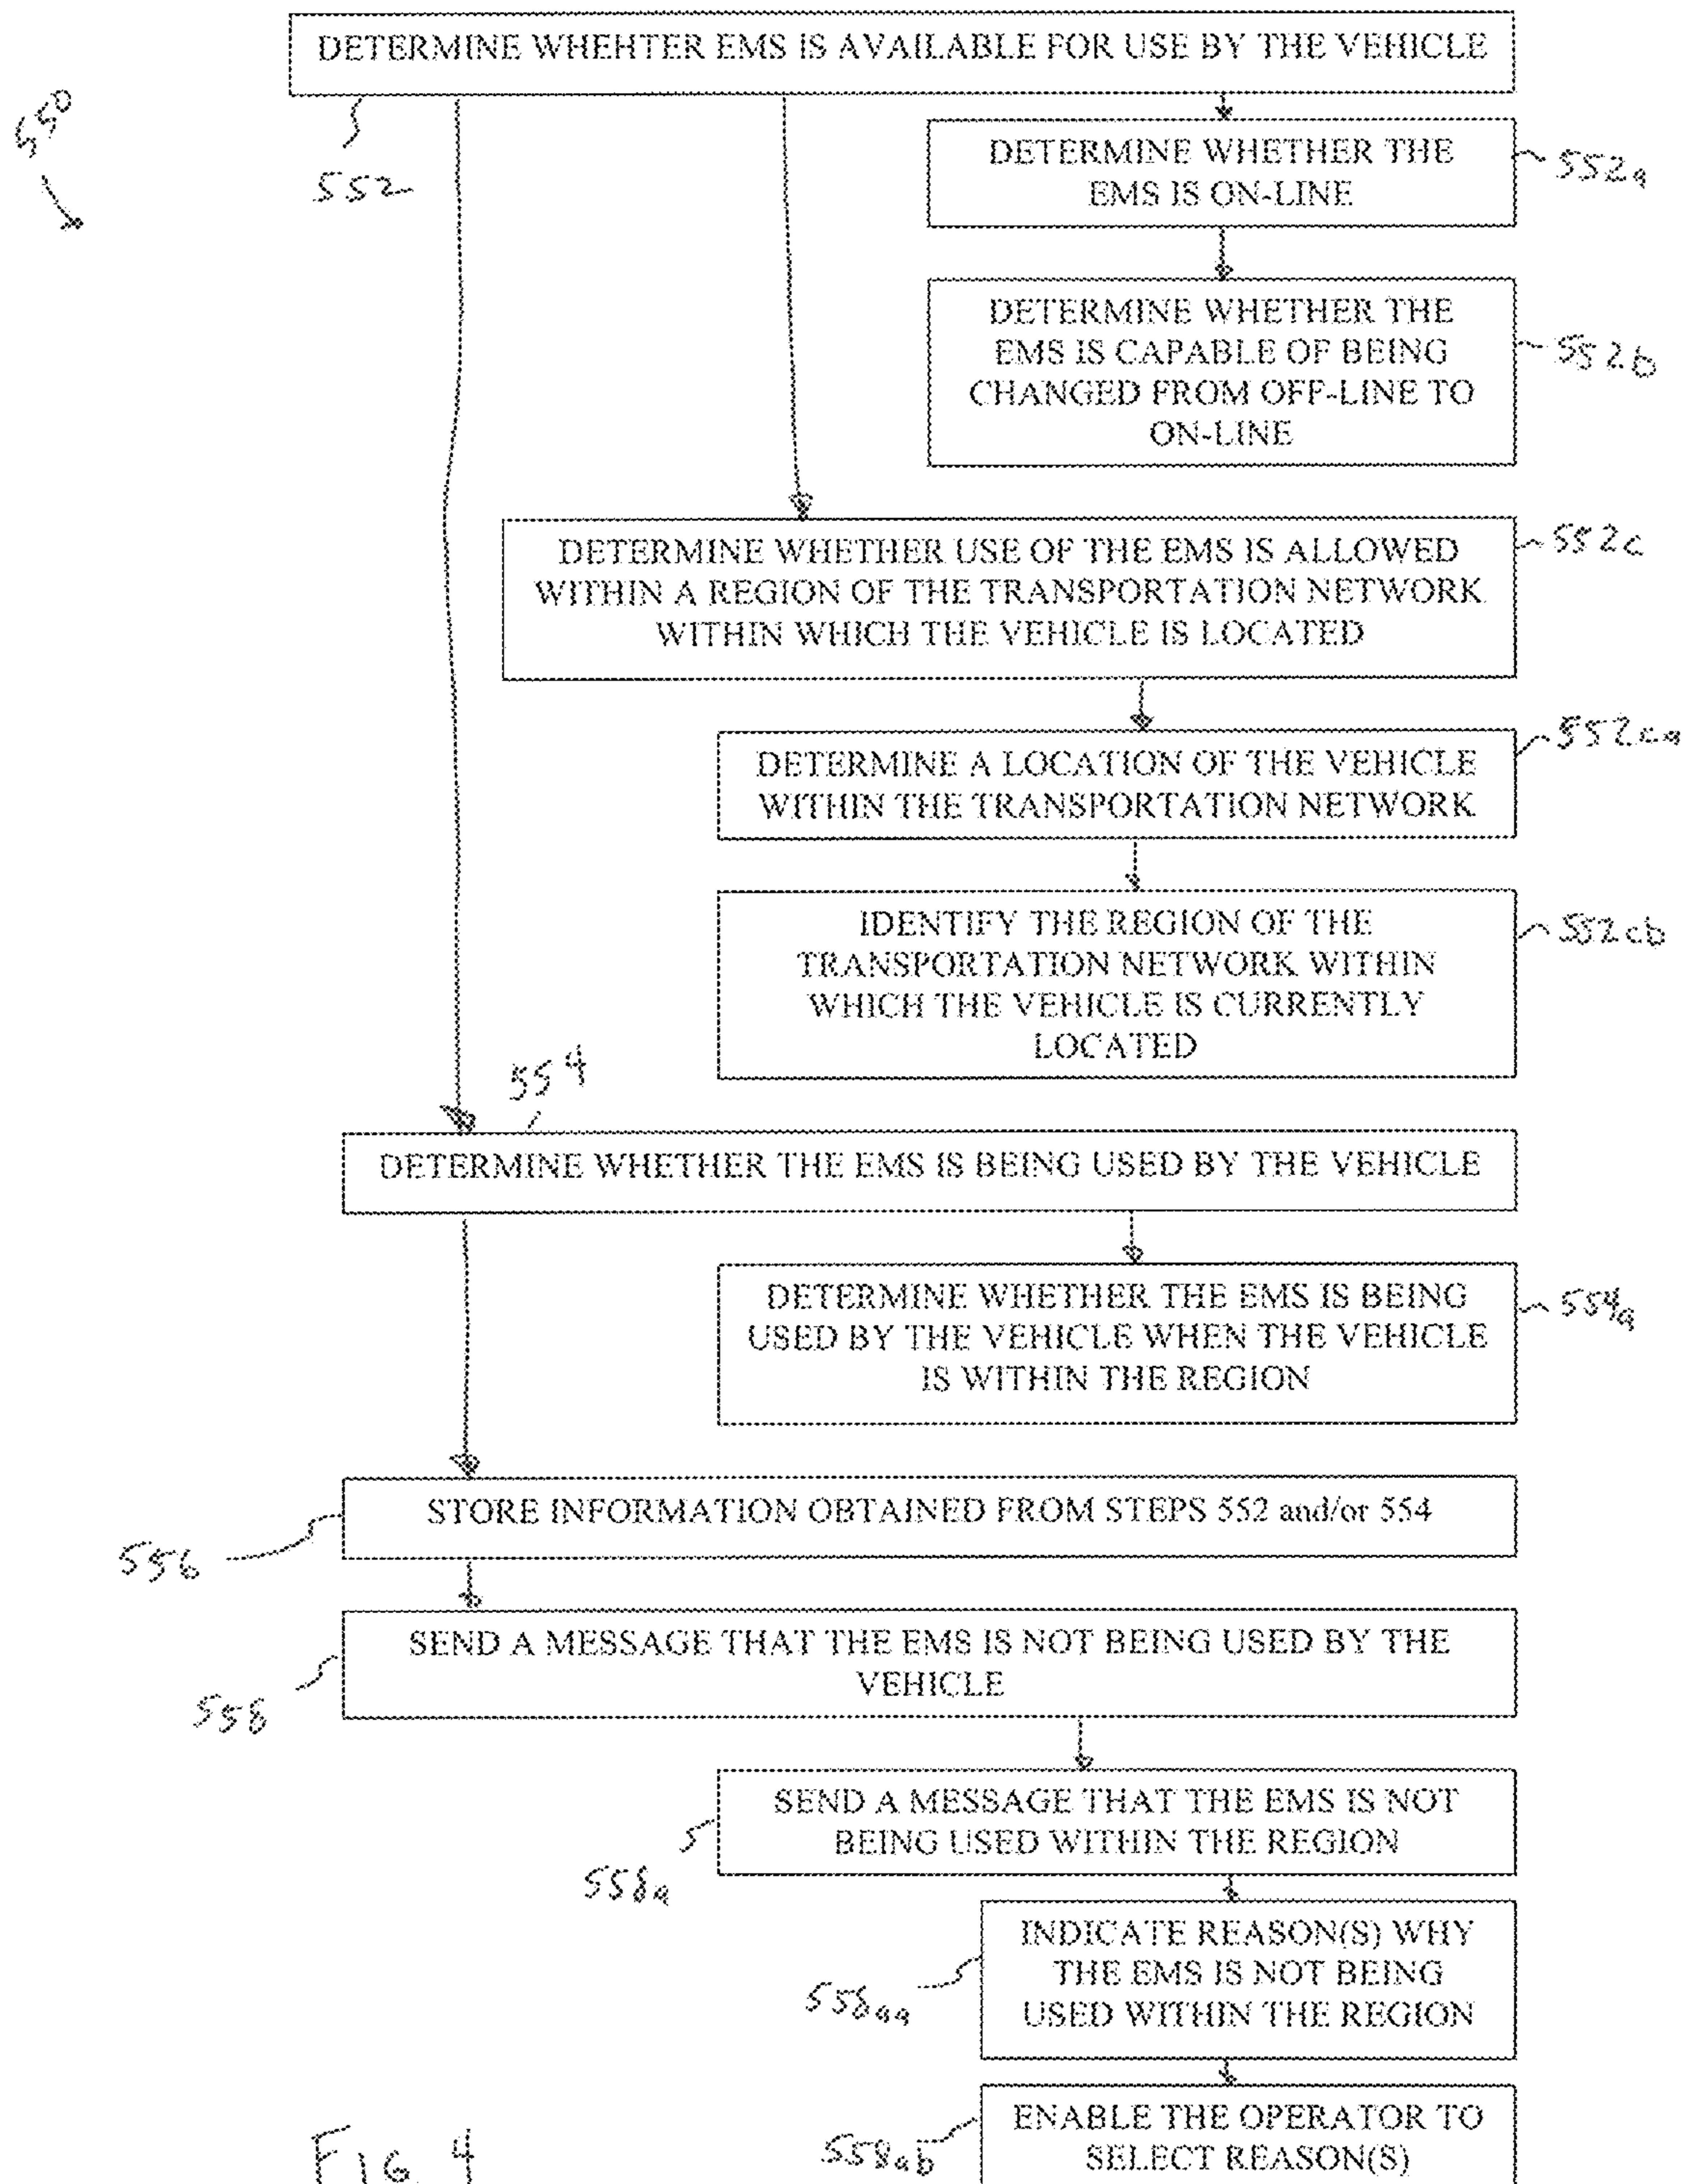 DETERMINE WHEHTER EMS IS AVAILABLE FOR USE BY THE VEHICLE
550
552
DETERMINE WHETHER THE
EMS IS ON-LINE
552a
DETERMINE WHETHER THE
EMS IS CAPABLE OF BEING
CHANGED FROM OFF-LINE TO
ON-LINE
552b
DETERMINE WHETHER USE OF THE EMS IS ALLOWED
WITHIN A REGION OF THE TRANSPORTATION NETWORK
WITHIN WHICH THE VEHICLE IS LOCATED
552c
DETERMINE A LOCATION OF THE VEHICLE
WITHIN THE TRANSPORTATION NETWORK
552ca
IDENTIFY THE REGION OF THE
TRANSPORTATION NETWORK WITHIN
WHICH THE VEHICLE IS CURRENTLY
LOCATED
552cb
554
DETERMINE WHETHER THE EMS IS BEING USED BY THE VEHICLE
DETERMINE WHETHER THE EMS IS BEING
USED BY THE VEHICLE WHEN THE VEHICLE
IS WITHIN THE REGION
554a
STORE INFORMATION OBTAINED FROM STEPS 552 and/or 554
556
SEND A MESSAGE THAT THE EMS IS NOT BEING USED BY THE
VEHICLE
558
SEND A MESSAGE THAT THE EMS IS NOT
BEING USED WITHIN THE REGION
558a
INDICATE REASON(S) WHY
THE EMS IS NOT BEING
USED WITHIN THE REGION
558aa
ENABLE THE OPERATOR TO
SELECT REASON(S)
558ab
FIG. 4